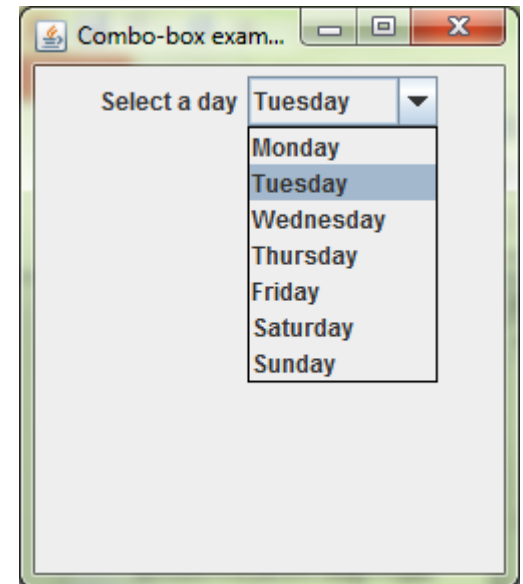 Combo-box exam...
Select a day Tuesday
Monday
Tuesday
Wednesday
Thursday
Friday
Saturday
Sunday